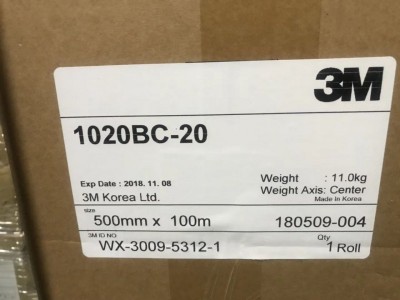 3M
1020BC-20
Exp Date : 2018. 11. 08
3M Korea Ltd.
Weight : 11.0kg
Weight Axis: Center
Made in Korea
size
500mm x 100m
180509-004
3M ID NO.
WX-3009-5312-1
Qty
1 Roll